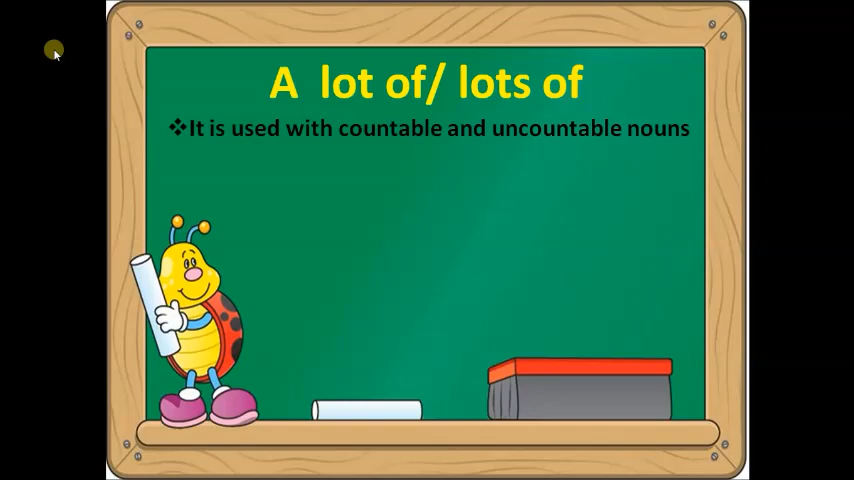 A lot of/ lots of
❖It is used with countable and uncountable nouns